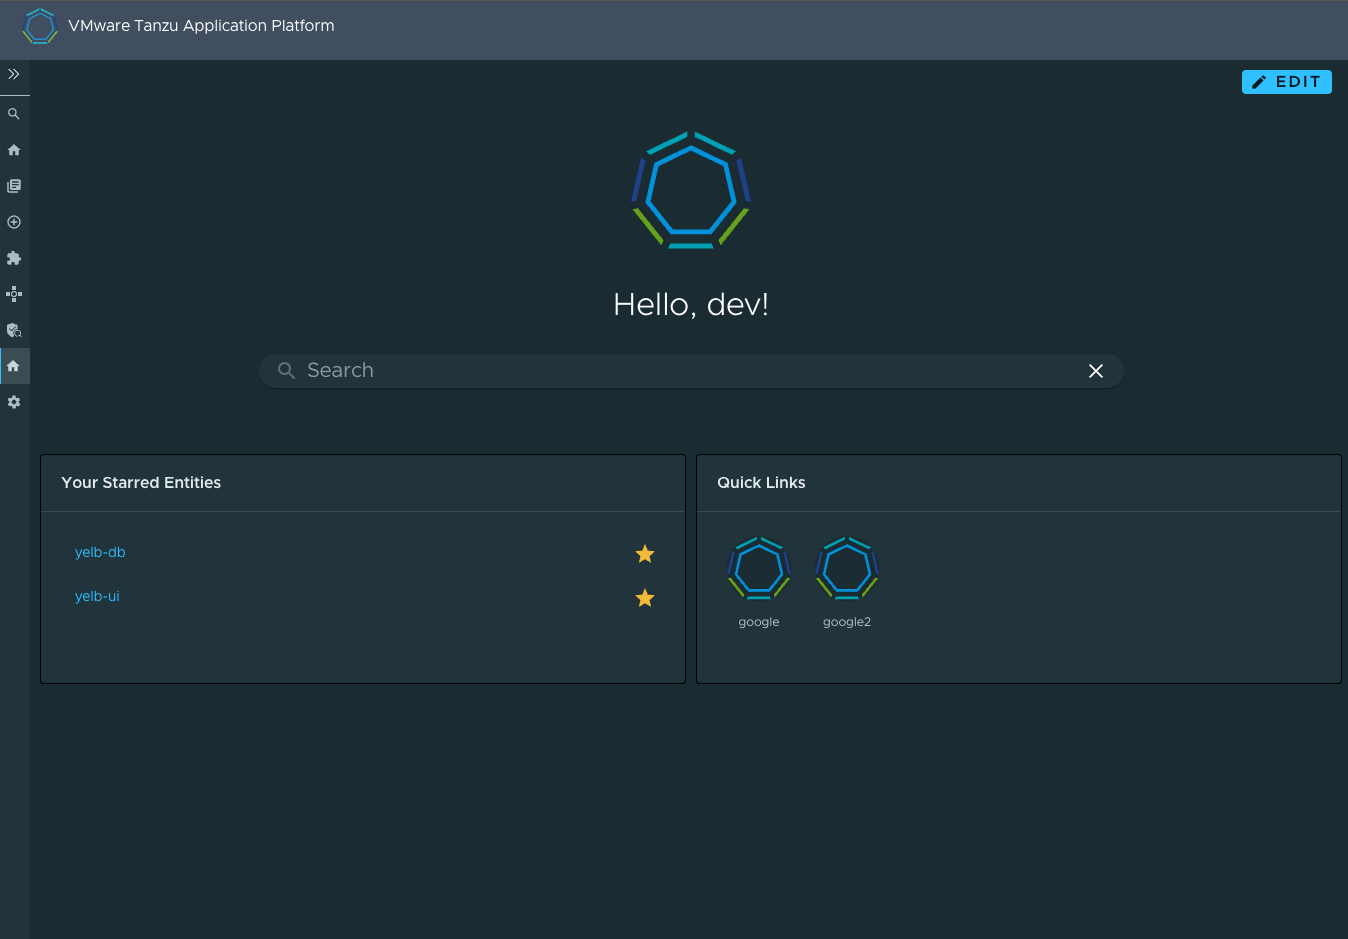 VMware Tanzu Application Platform
EDIT
Hello, dev!
Search
Your Starred Entities
yelb-db
yelb-ui
Quick Links
google
google2